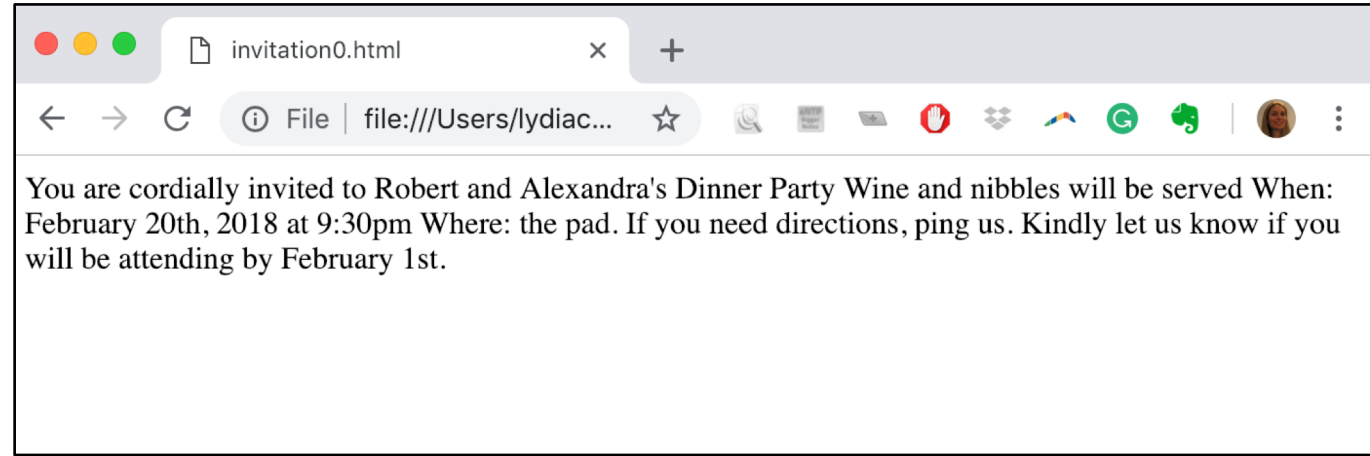 invitation0.html
File file:///Users/lydiac...
You are cordially invited to Robert and Alexandra's Dinner Party Wine and nibbles will be served When:
February 20th, 2018 at 9:30pm Where: the pad. If you need directions, ping us. Kindly let us know if you
will be attending by February 1st.